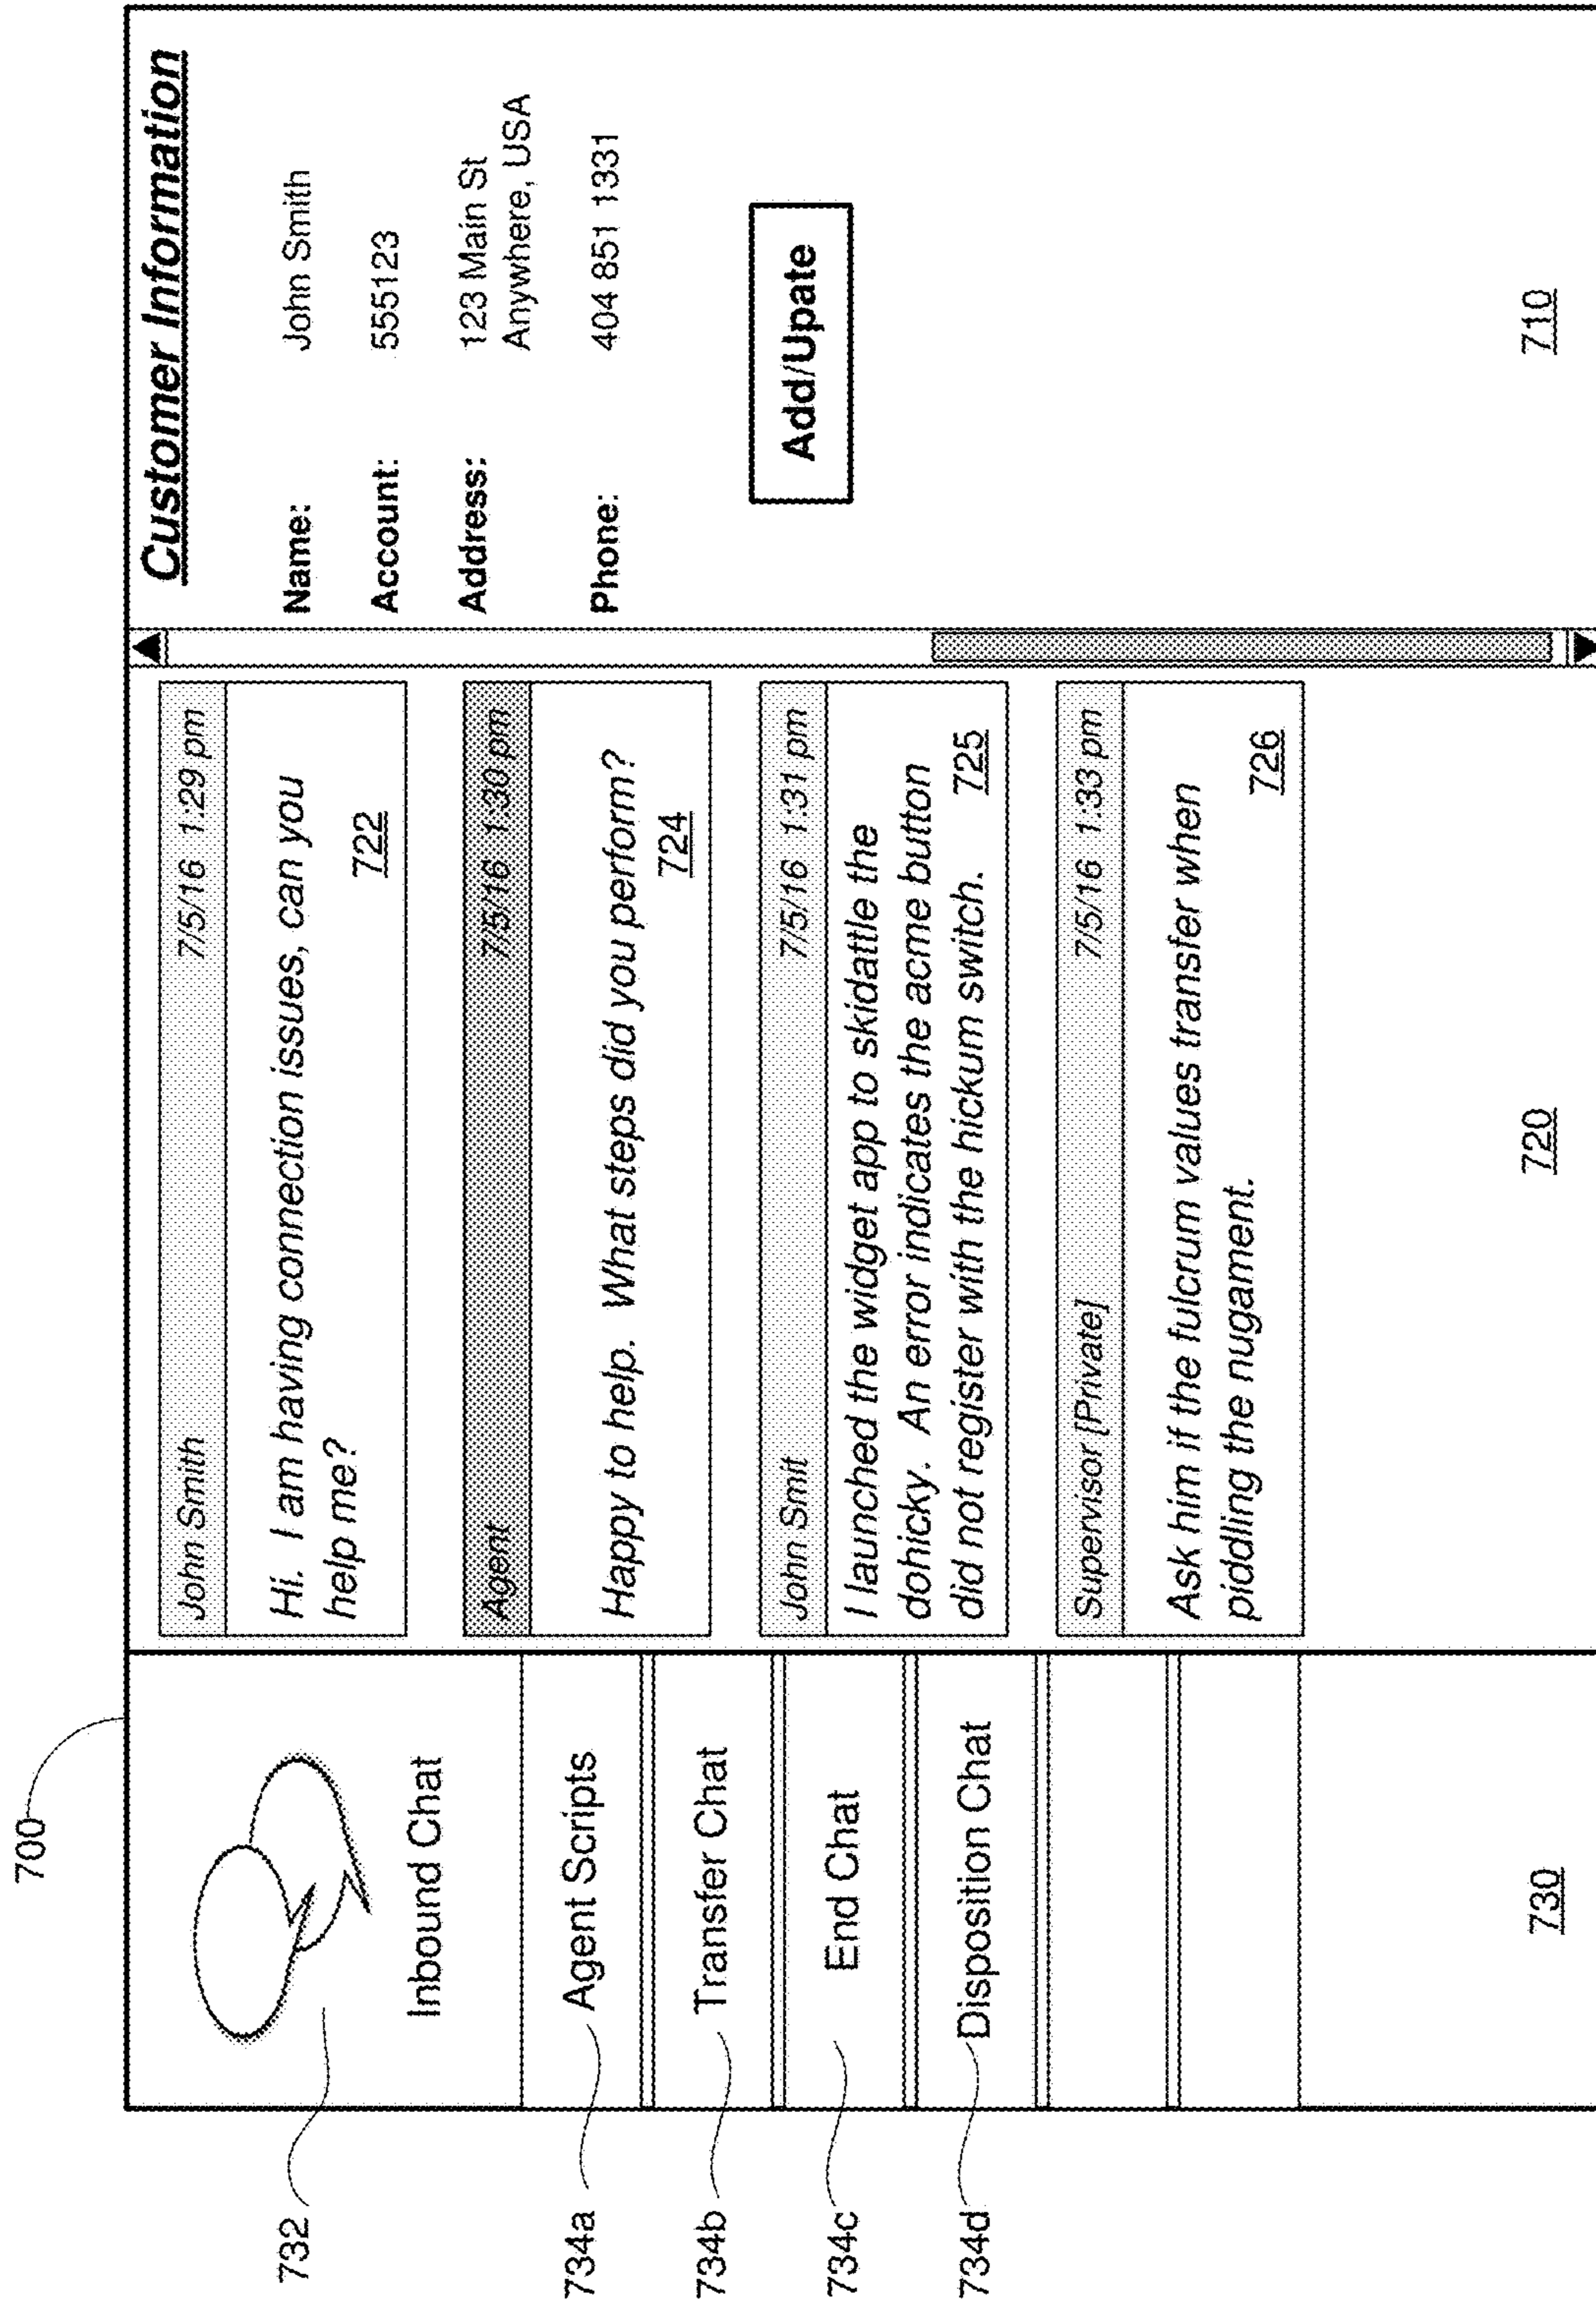 700
732
Inbound Chat
734a
Agent Scripts
734b
Transfer Chat
734c
End Chat
734d
Disposition Chat
730
John Smith 7/5/16 1:29 pm
Hi. I am having connection issues, can you
help me?
722
Agent 7/5/16 1:30 pm
Happy to help. What steps did you perform?
724
John Smit 7/5/16 1:31 pm
I launched the widget app to skidattle the
dohicky. An error indicates the acme button
did not register with the hickum switch. 725
Supervisor [Private] 7/5/16 1:33 pm
Ask him if the fulcrum values transfer when
piddling the nugament.
726
720
Customer Information
Name: John Smith
Account: 555123
Address: 123 Main St
Anywhere, USA
Phone: 404 851 1331
Add/Upate
710